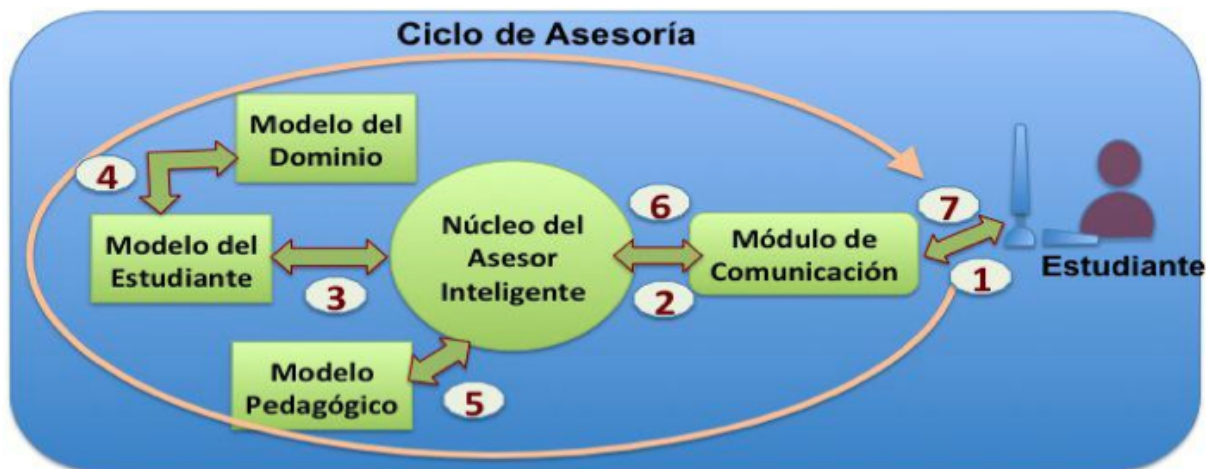 Ciclo de Asesoría
Modelo del
Dominio
4
Modelo del
Estudiante
3
Núcleo del
Asesor
Inteligente
6
2
Módulo de
Comunicación
7
1
Estudiante
Modelo
Pedagógico
5